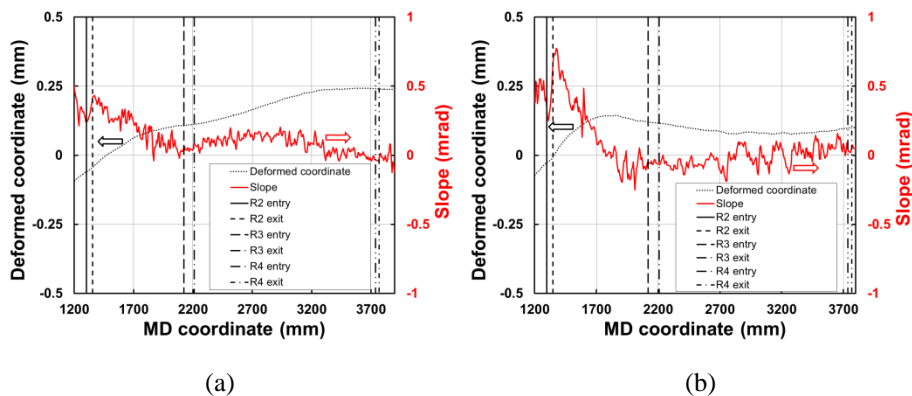 (a)
0.5
0.25
0
-0.25
-0.5
Deformed coordinate (mm)
1
0.5
0
-0.5
-1
Slope (mrad)
Deformed coordinate
Slope
R2 entry
R2 exit
R3 entry
R3 exit
R4 entry
R4 exit
1200 1700 2200 2700 3200 3700
MD coordinate (mm)
(a)
(b)
0.5
0.25
0
-0.25
-0.5
Deformed coordinate (mm)
1
0.5
0
-0.5
-1
Slope (mrad)
Deformed coordinate
Slope
R2 entry
R2 exit
R3 entry
R3 exit
R4 entry
R4 exit
1200 1700 2200 2700 3200 3700
MD coordinate (mm)
(b)